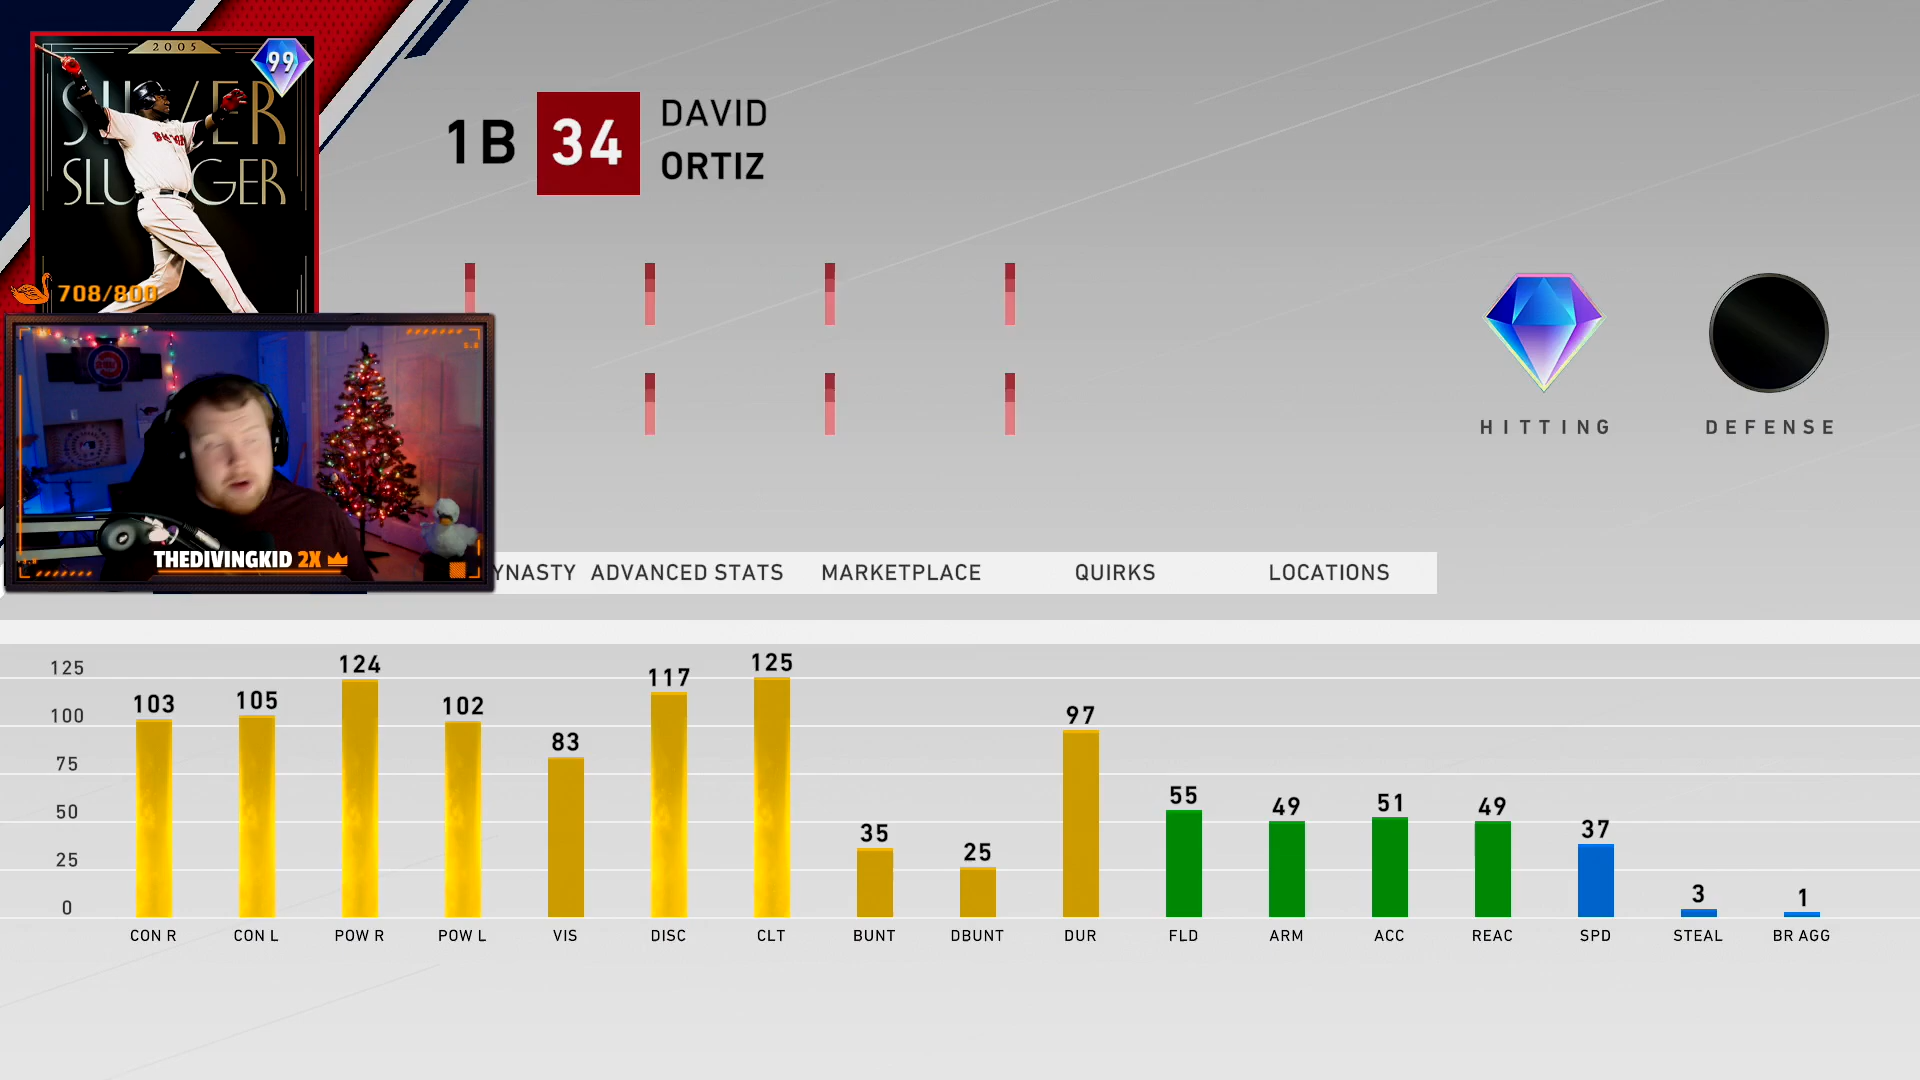 2005
99
SILVER
SLUGGER
708/800
1B
34
DAVID
ORTIZ
HITTING
DEFENSE
THEDIVINGKID 2X
YNASTY
ADVANCED STATS
MARKETPLACE
QUIRKS
LOCATIONS
125
100
75
50
25
0
103
105
124
102
83
117
125
35
25
97
55
49
51
49
37
3
1
CON R
CON L
POW R
POW L
VIS
DISC
CLT
BUNT
DBUNT
DUR
FLD
ARM
ACC
REAC
SPD
STEAL
BR AGG